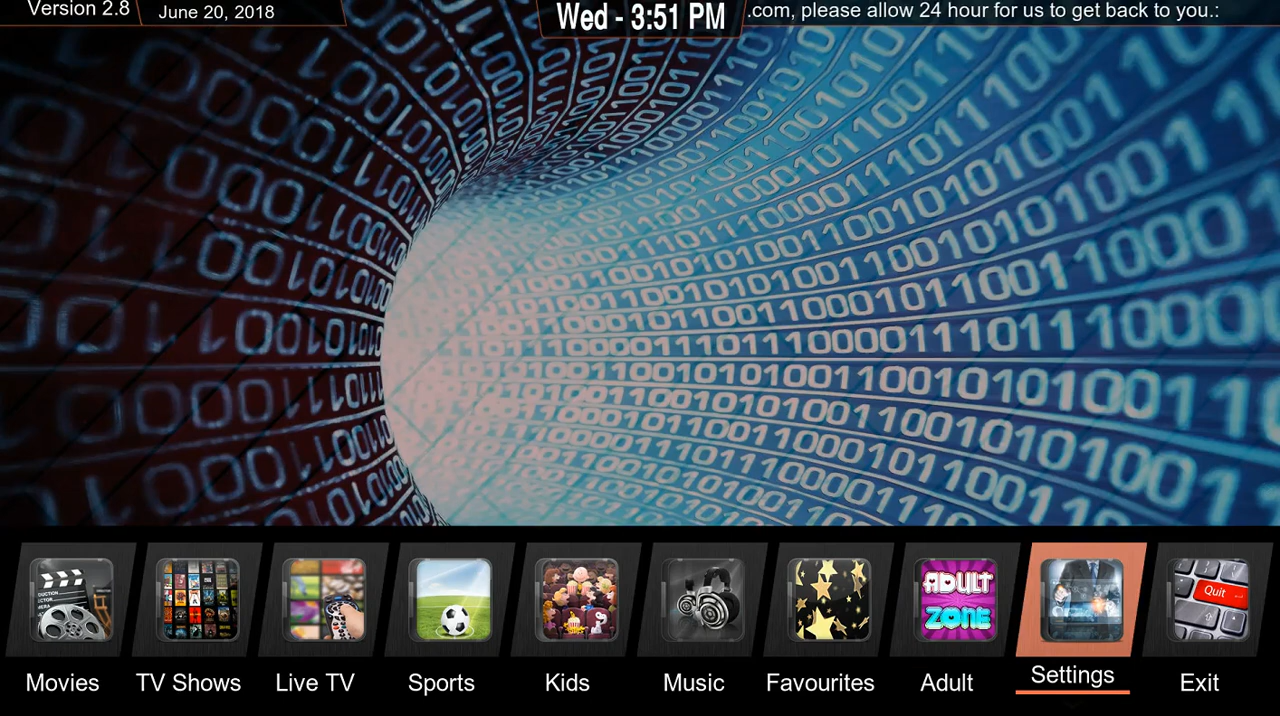 Version 2.8
June 20, 2018
Wed - 3:51 PM
.com, please allow 24 hour for us to get back to you.:
ADULT
ZONE
Quit
Movies
TV Shows
Live TV
Sports
Kids
Music
Favourites
Adult
Settings
Exit